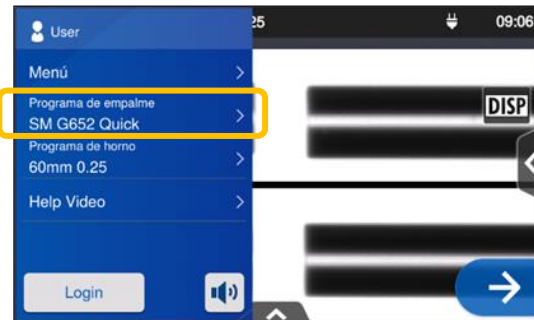 User
25
09:06
Menú
Programa de empalme
SM G652 Quick
DISP
Programa de horno
60mm 0.25
Help Video
Login